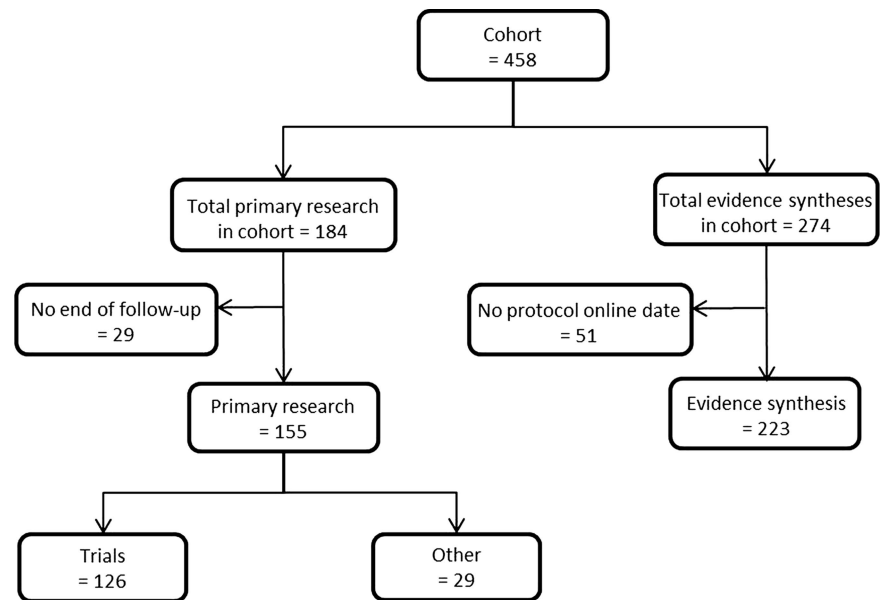 Cohort
= 458
Total primary research
in cohort = 184
Total evidence syntheses
in cohort = 274
No end of follow-up
= 29
No protocol online date
= 51
Primary research
= 155
Evidence synthesis
= 223
Trials
= 126
Other
= 29